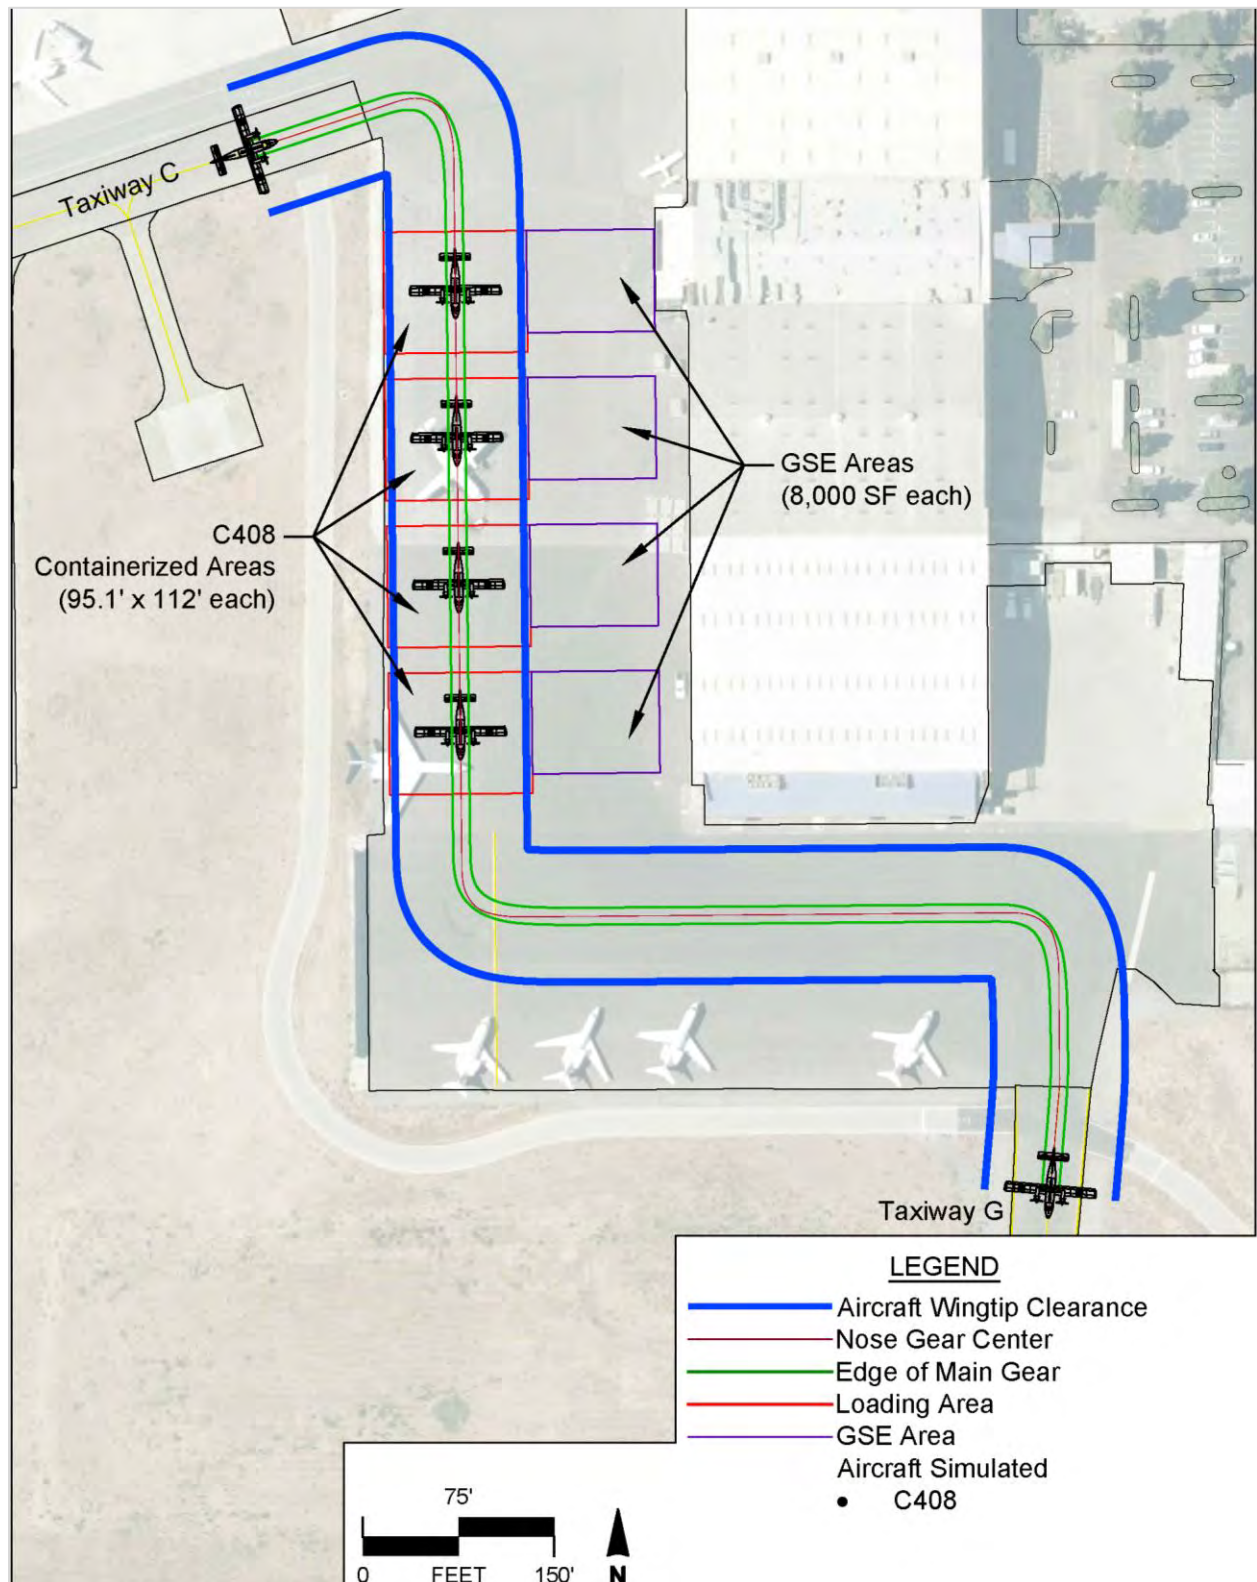 Taxiway C
GSE Areas
(8,000 SF each)
C408
Containerized Areas
(95.1' x 112' each)
Taxiway G
LEGEND
Aircraft Wingtip Clearance
Nose Gear Center
Edge of Main Gear
Loading Area
GSE Area
Aircraft Simulated
• C408
75'
0 FEET 150'
N